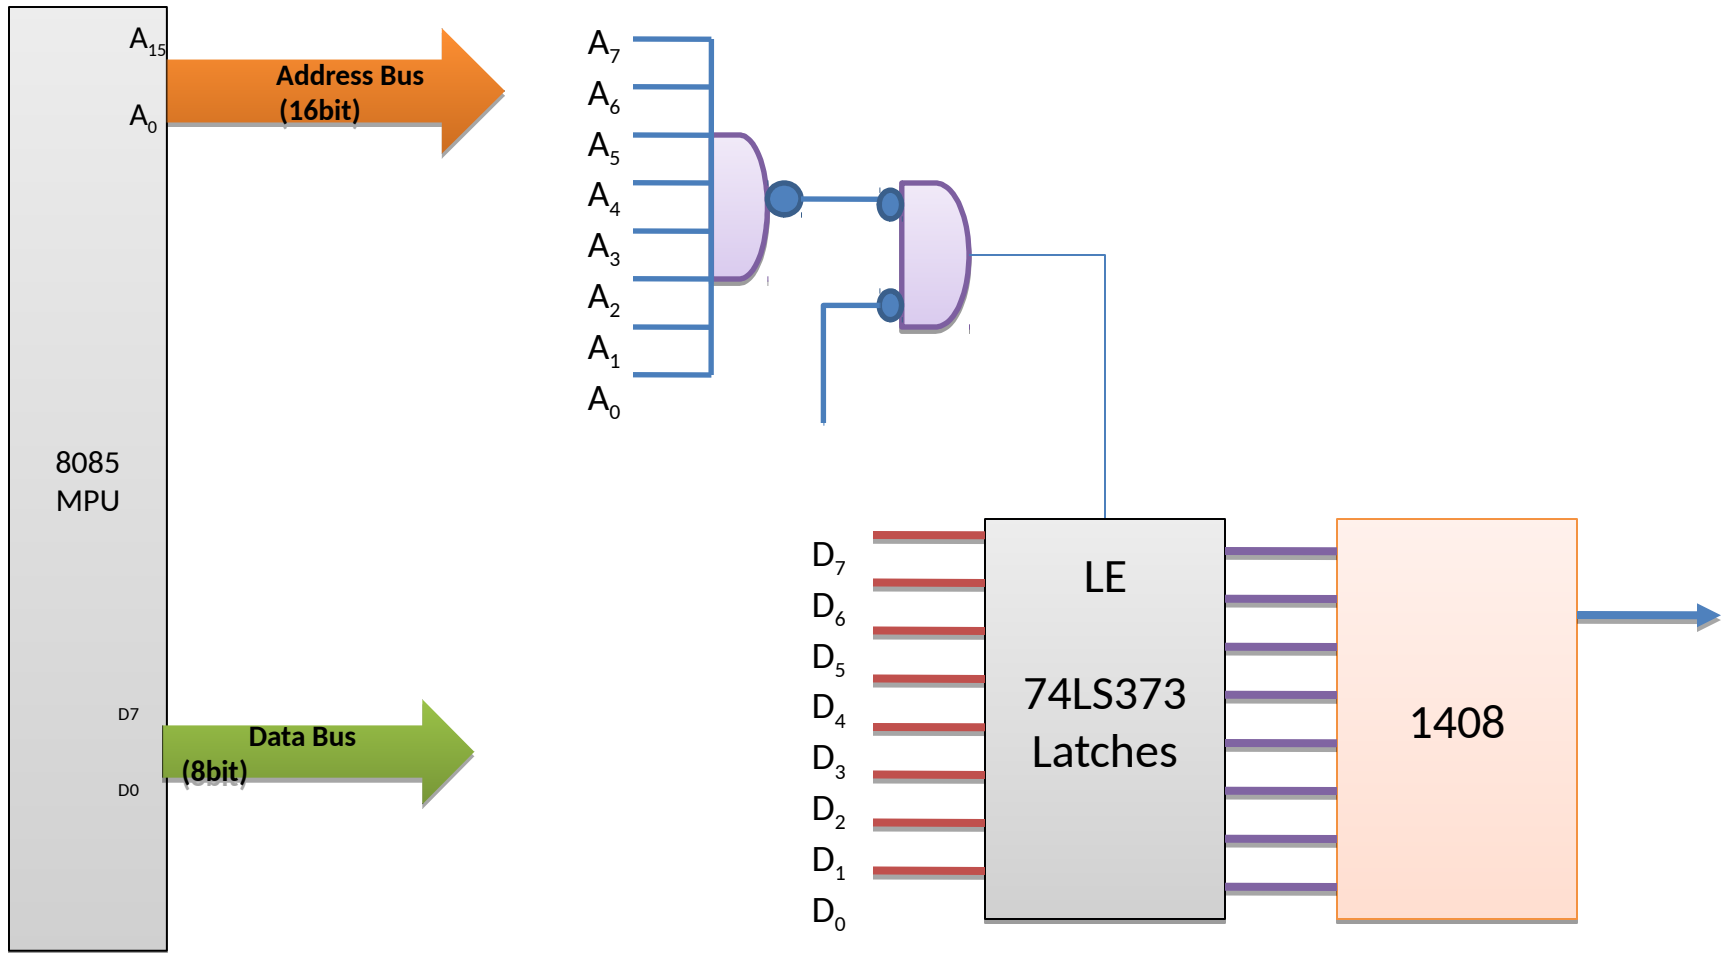 A15
A0
Address Bus
(16bit)
A7
A6
A5
A4
A3
A2
A1
A0
8085
MPU
D7
D0
Data Bus
(8bit)
D7
D6
D5
D4
D3
D2
D1
D0
LE
74LS373
Latches
1408